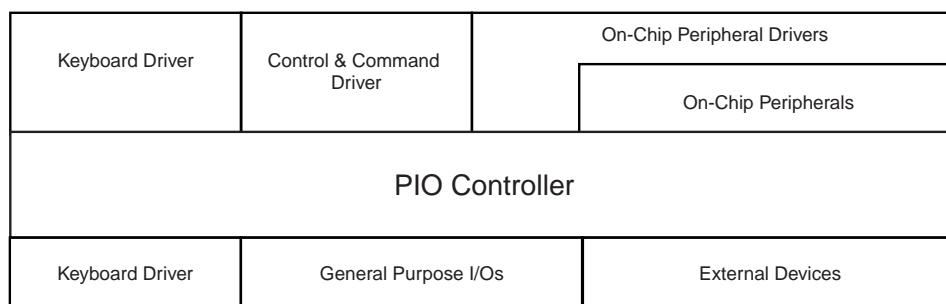 On-Chip Peripheral Drivers
Keyboard Driver
Control & Command
Driver
On-Chip Peripherals
PIO Controller
Keyboard Driver
General Purpose I/Os
External Devices